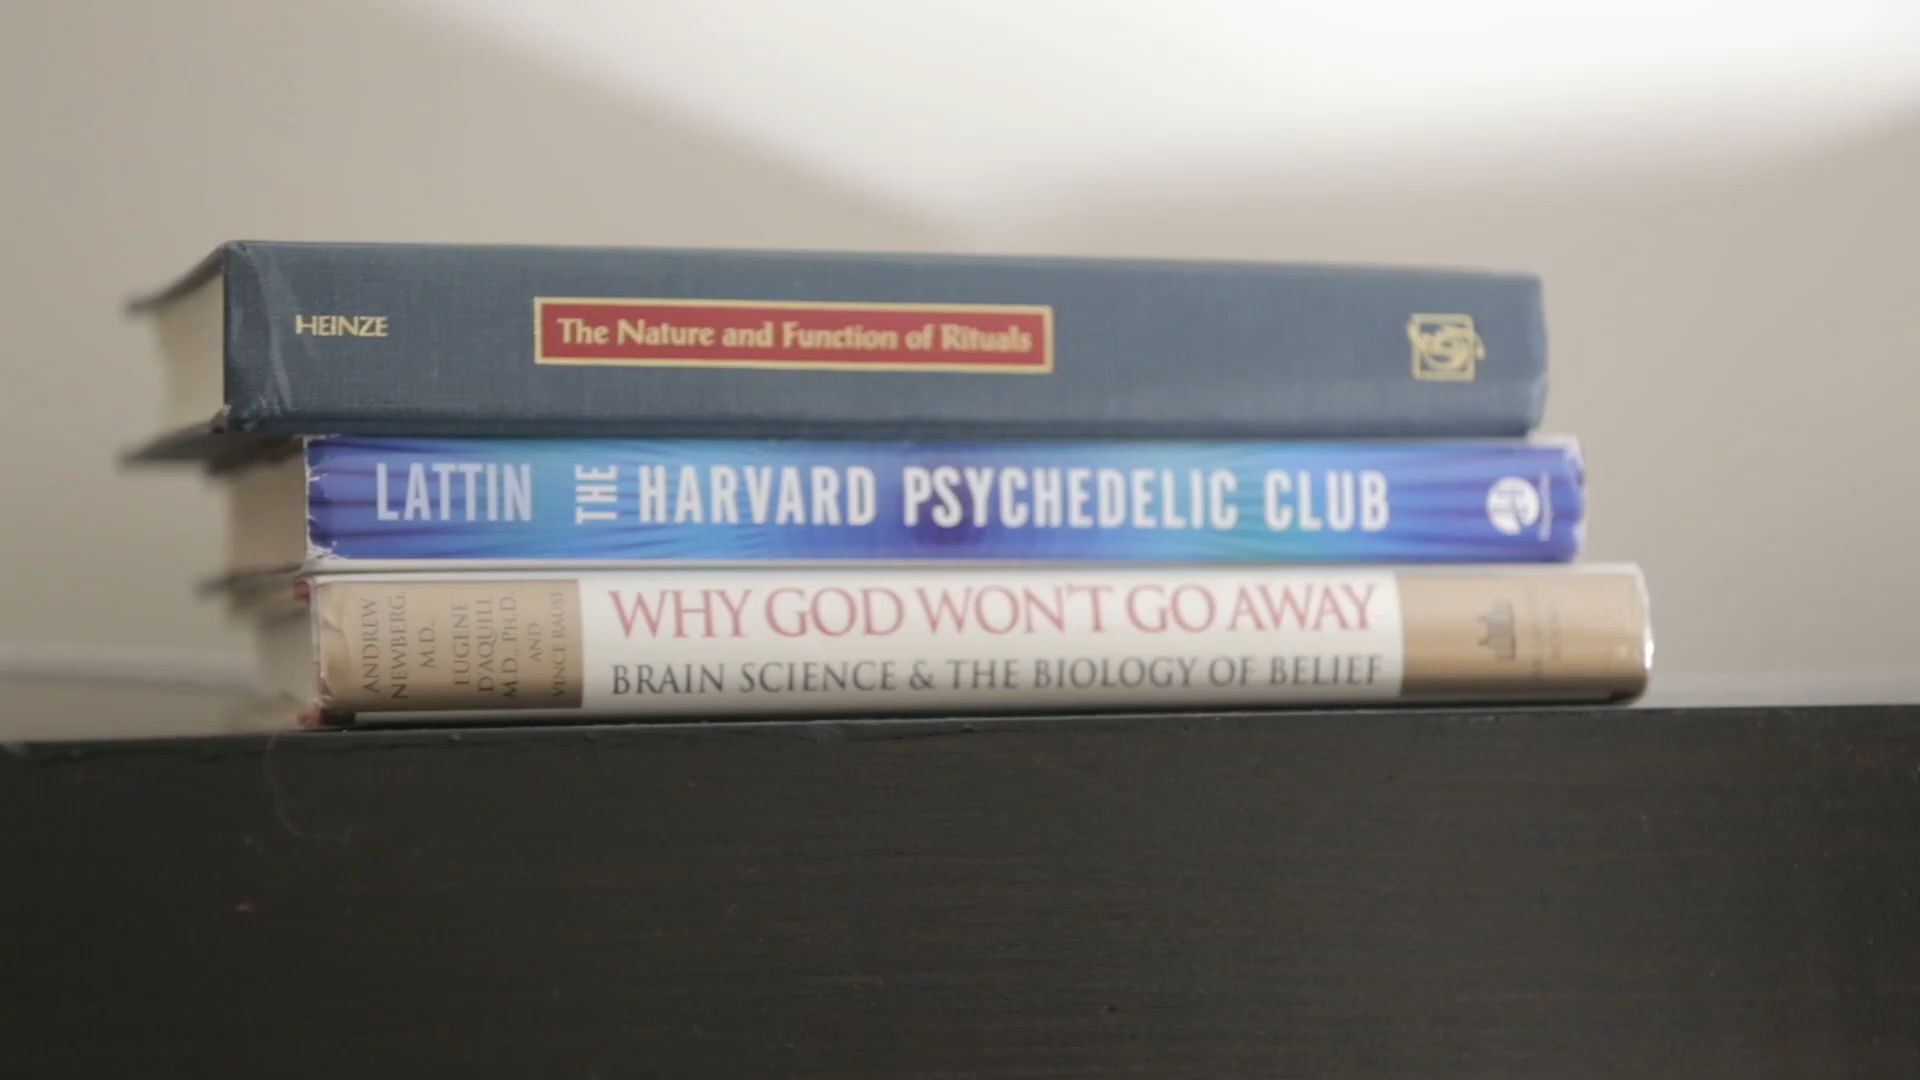 HEINZE
The Nature and Function of Rituals
LATTIN
THE HARVARD PSYCHEDELIC CLUB
ANDREW
NEWBERG,
M.D.,
EUGENE
D'AQUILI,
M.D., PH.D.,
AND
VINCE RAUSE
WHY GOD WON'T GO AWAY
BRAIN SCIENCE & THE BIOLOGY OF BELIEF